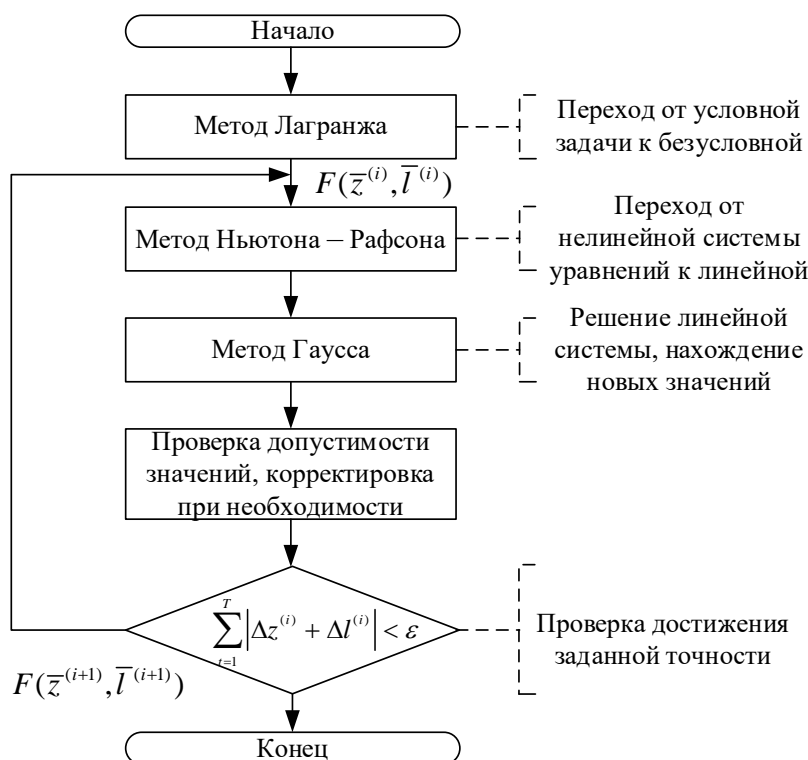 Начало
Метод Лагранжа
Переход от условной
задачи к безусловной
F(z̅^(i), l̅^(i))
Метод Ньютона – Рафсона
Переход от
нелинейной системы
уравнений к линейной
Метод Гаусса
Решение линейной
системы, нахождение
новых значений
Проверка допустимости
значений, корректировка
при необходимости
∑_{t=1}^{T} |Δz^(i) + Δl^(i)| < ε
Проверка достижения
заданной точности
F(z̅^(i+1), l̅^(i+1))
Конец